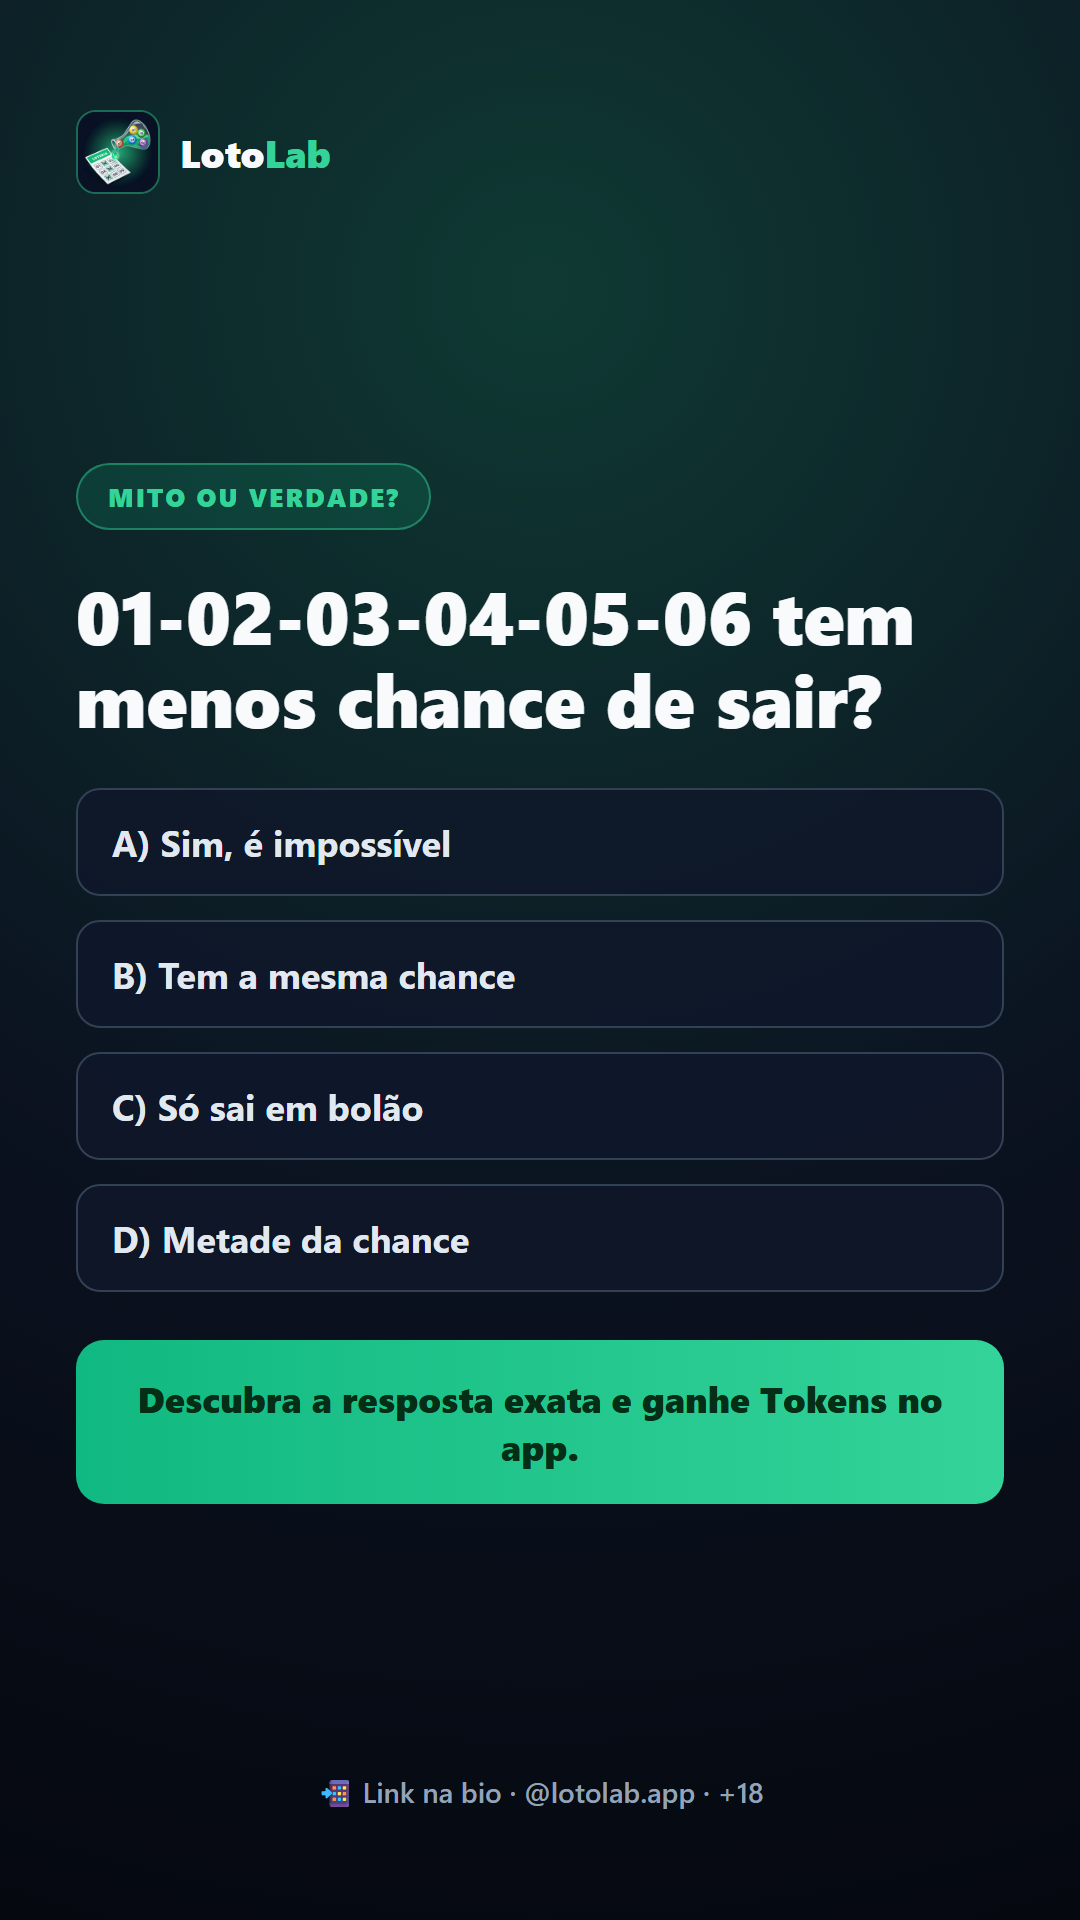 LotoLab
MITO OU VERDADE?
01-02-03-04-05-06 tem
menos chance de sair?
A) Sim, é impossível
B) Tem a mesma chance
C) Só sai em bolão
D) Metade da chance
Descubra a resposta exata e ganhe Tokens no
app.
📲 Link na bio · @lotolab.app · +18